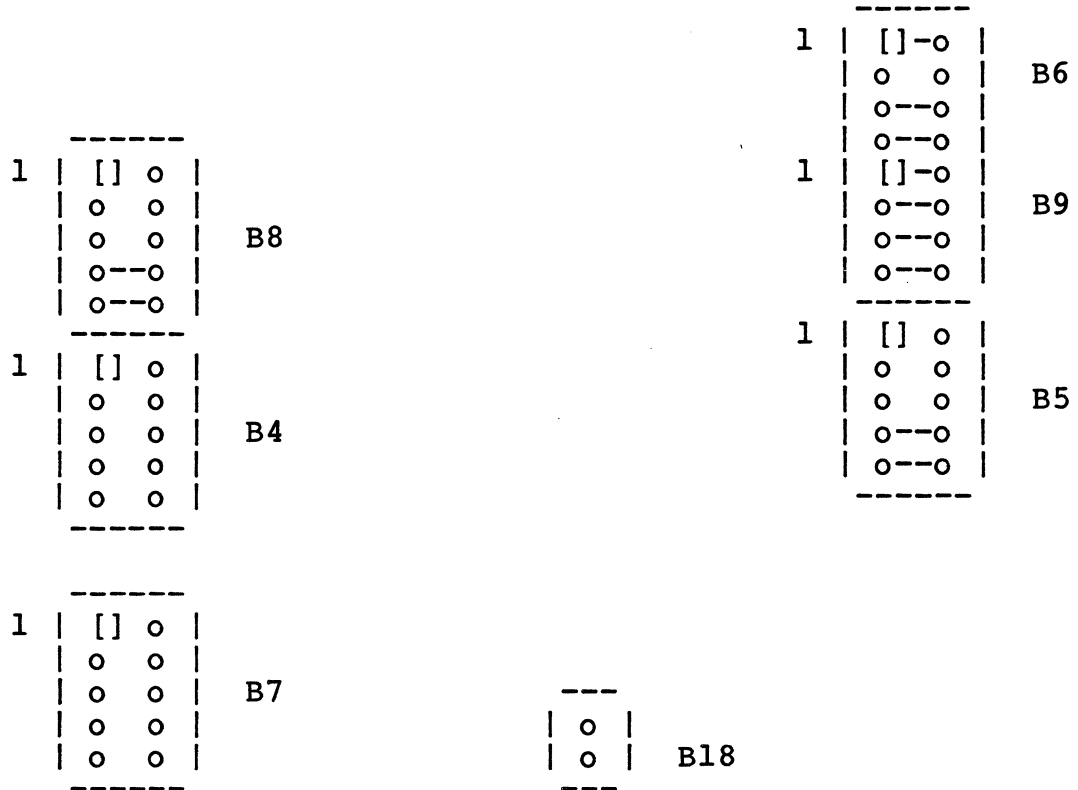 ------
                                        1  |  []-o  |
                                           | o   o  |   B6
                                           | o--o  |
    ------                                 | o--o  |
1  | [] o |                             1  |  []-o  |
   | o  o |                                | o--o  |   B9
   | o  o |  B8                            | o--o  |
   | o--o |                                | o--o  |
   | o--o |                                 ------
    ------                              1  |  [] o  |
1  | [] o |                                | o   o  |
   | o  o |                                | o   o  |   B5
   | o  o |  B4                            | o--o  |
   | o  o |                                | o--o  |
   | o  o |                                 ------
    ------
    ------
1  | [] o |
   | o  o |
   | o  o |  B7              ---
   | o  o |                 | o |
   | o  o |                 | o |  B18
    ------                   ---